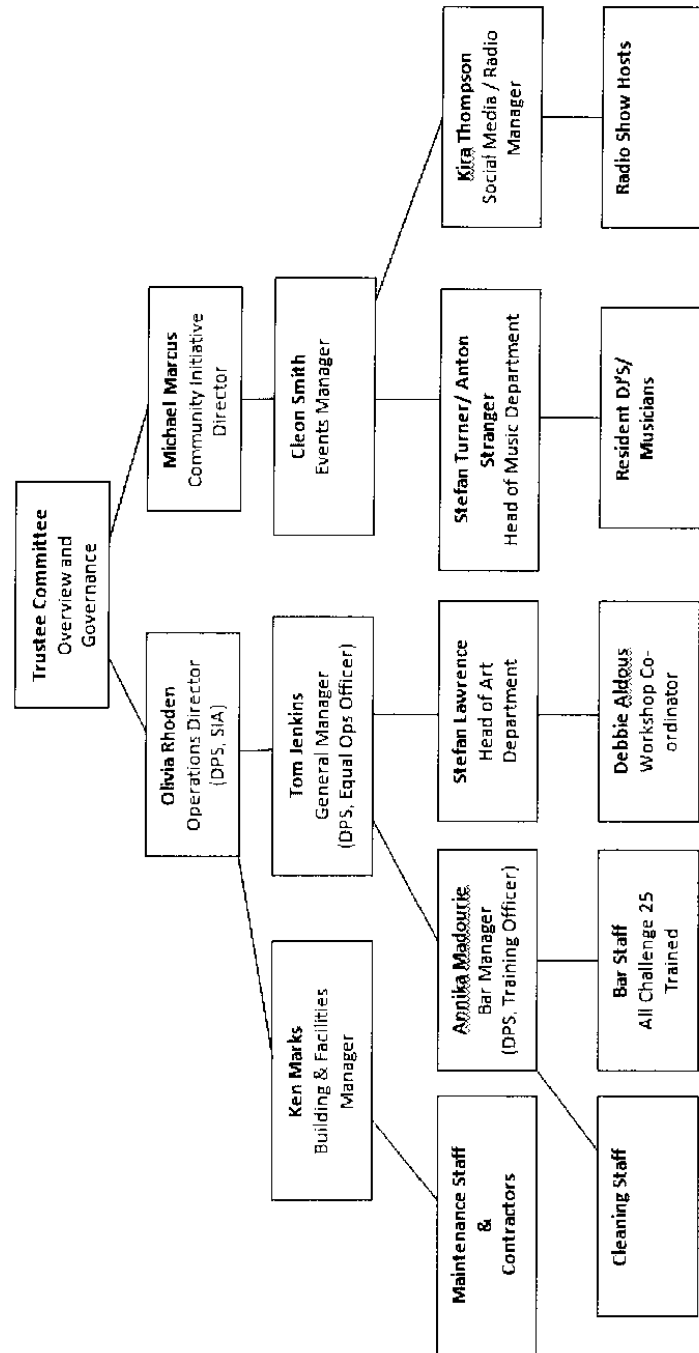 Trustee Committee
Overview and
Governance
Olivia Rhoden
Operations Director
(DPS, SIA)
Michael Marcus
Community Initiative
Director
Ken Marks
Building & Facilities
Manager
Tom Jenkins
General Manager
(DPS, Equal Ops Officer)
Cleon Smith
Events Manager
Maintenance Staff
&
Contractors
Annika Madourie
Bar Manager
(DPS, Training Officer)
Stefan Lawrence
Head of Art
Department
Stefan Turner/ Anton
Stranger
Head of Music Department
Kira Thompson
Social Media / Radio
Manager
Cleaning Staff
Bar Staff
All Challenge 25
Trained
Debbie Aldous
Workshop Co-
ordinator
Resident DJ'S/
Musicians
Radio Show Hosts